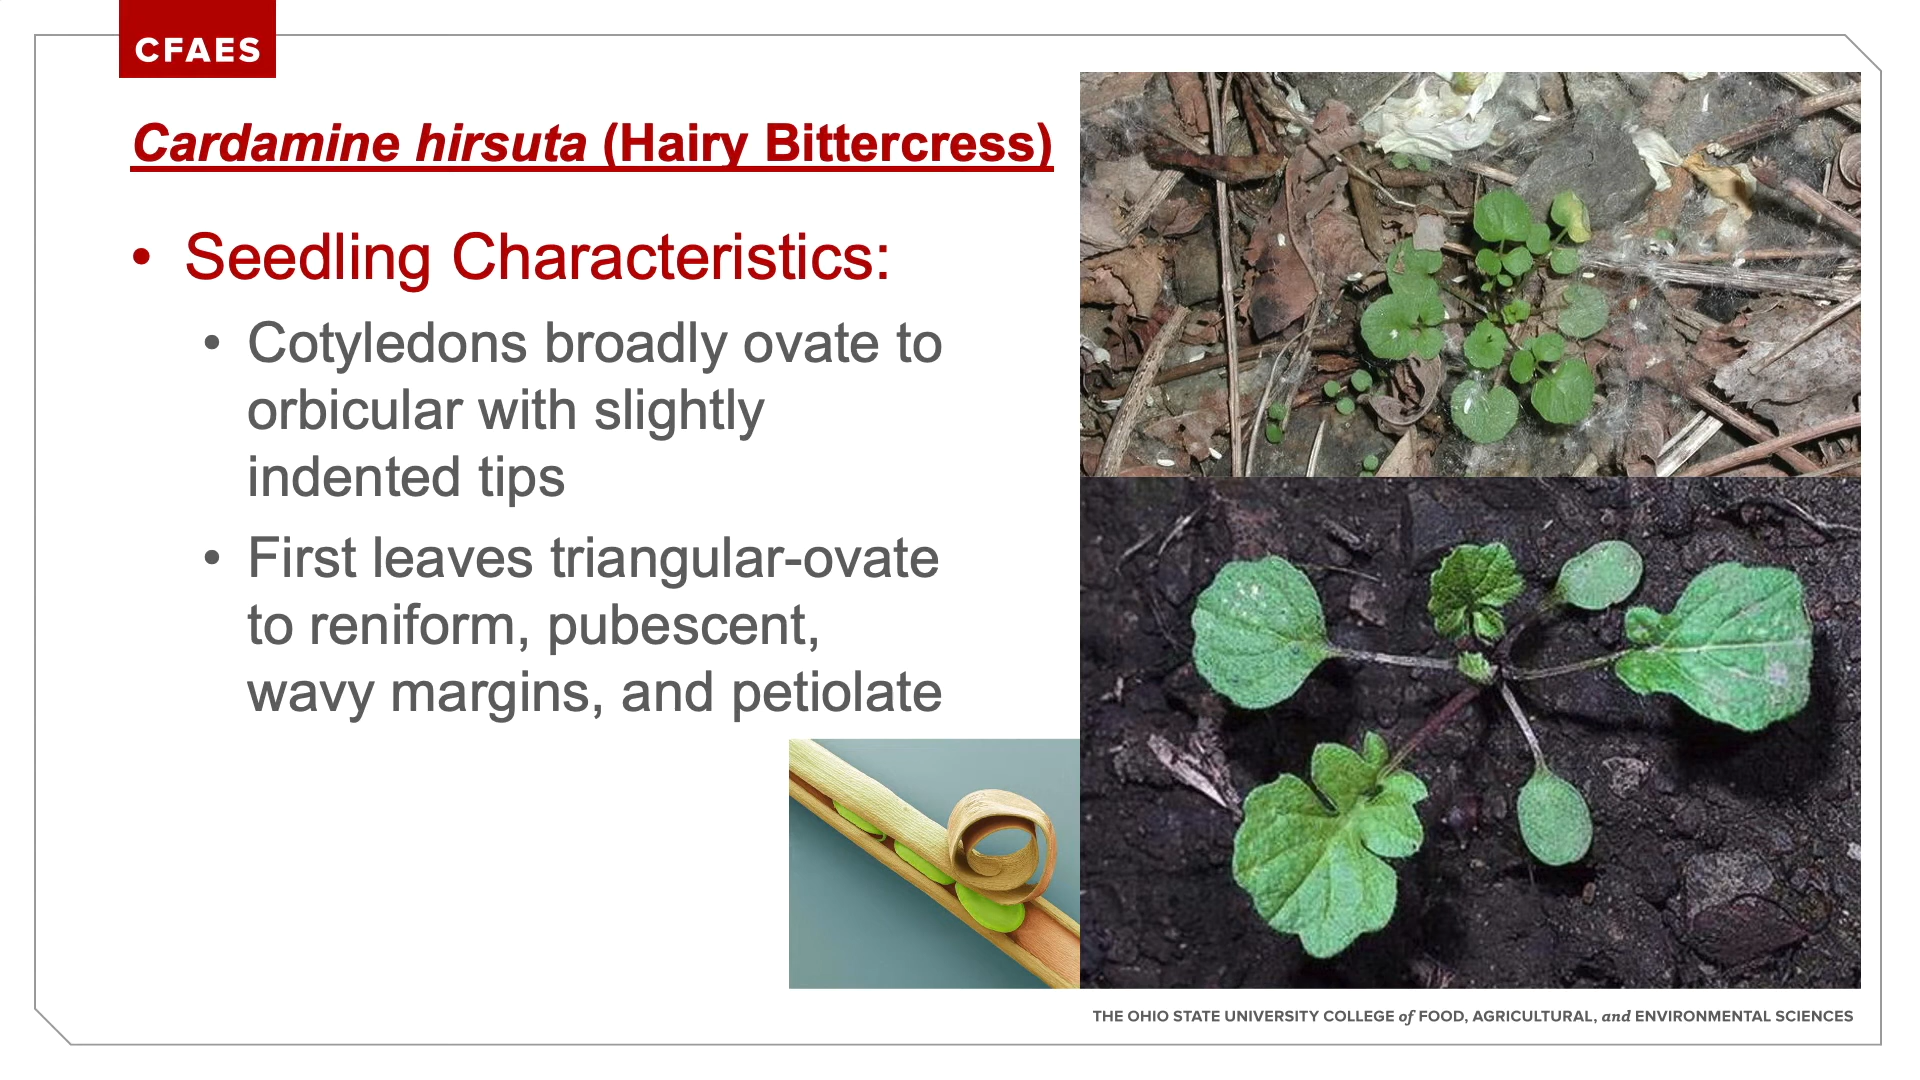 CFAES
Cardamine hirsuta (Hairy Bittercress)
• Seedling Characteristics:
• Cotyledons broadly ovate to
orbicular with slightly
indented tips
• First leaves triangular-ovate
to reniform, pubescent,
wavy margins, and petiolate
THE OHIO STATE UNIVERSITY COLLEGE of FOOD, AGRICULTURAL, and ENVIRONMENTAL SCIENCES